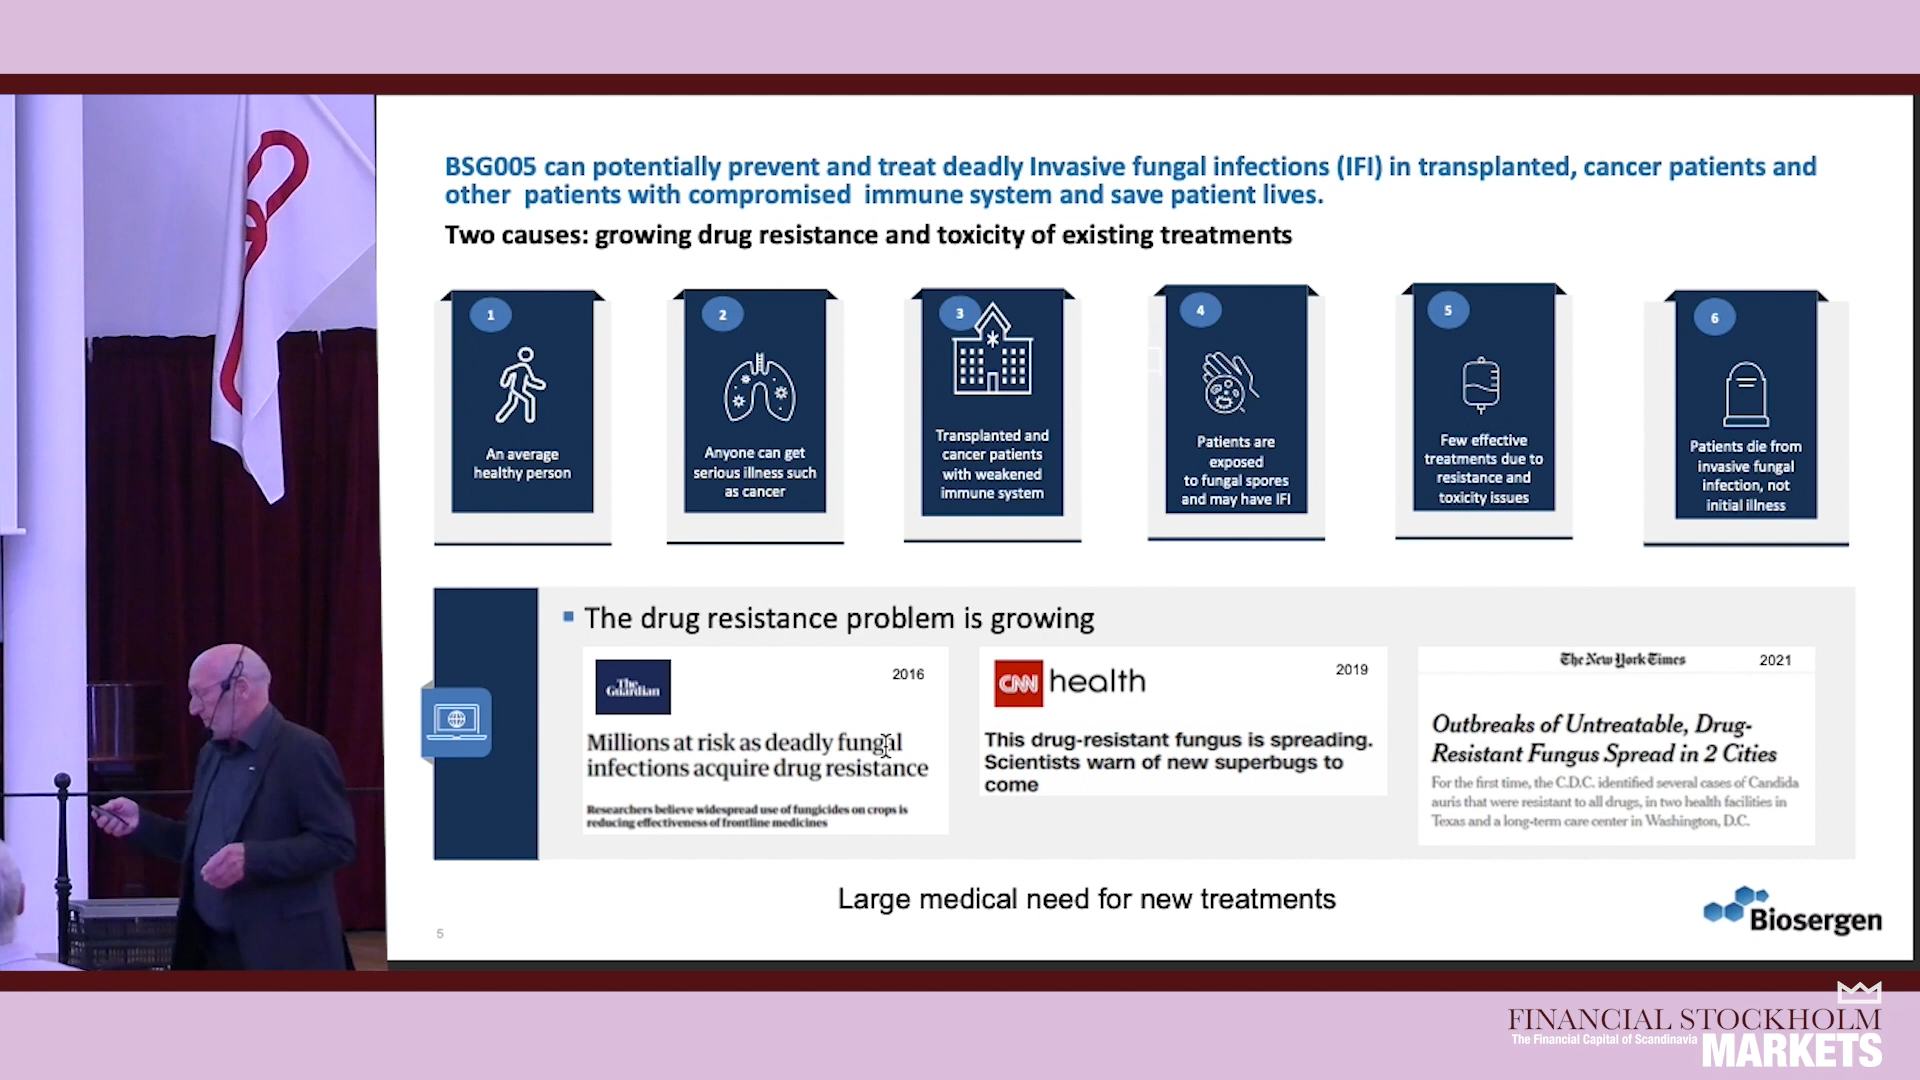 BSG005 can potentially prevent and treat deadly Invasive fungal infections (IFI) in transplanted, cancer patients and
other patients with compromised immune system and save patient lives.
Two causes: growing drug resistance and toxicity of existing treatments
1
An average
healthy person
2
Anyone can get
serious illness such
as cancer
3
Transplanted and
cancer patients
with weakened
immune system
4
Patients are
exposed
to fungal spores
and may have IFI
5
Few effective
treatments due to
resistance and
toxicity issues
6
Patients die from
invasive fungal
infection, not
initial illness
The drug resistance problem is growing
The
Guardian
2016
Millions at risk as deadly fungal
infections acquire drug resistance
Researchers believe widespread use of fungicides on crops is
reducing effectiveness of frontline medicines
CNN health
2019
This drug-resistant fungus is spreading.
Scientists warn of new superbugs to
come
The New York Times
2021
Outbreaks of Untreatable, Drug-
Resistant Fungus Spread in 2 Cities
For the first time, the C.D.C. identified several cases of Candida
auris that were resistant to all drugs, in two health facilities in
Texas and a long-term care center in Washington, D.C.
Large medical need for new treatments
5
Biosergen
FINANCIAL STOCKHOLM
The Financial Capital of Scandinavia
MARKETS